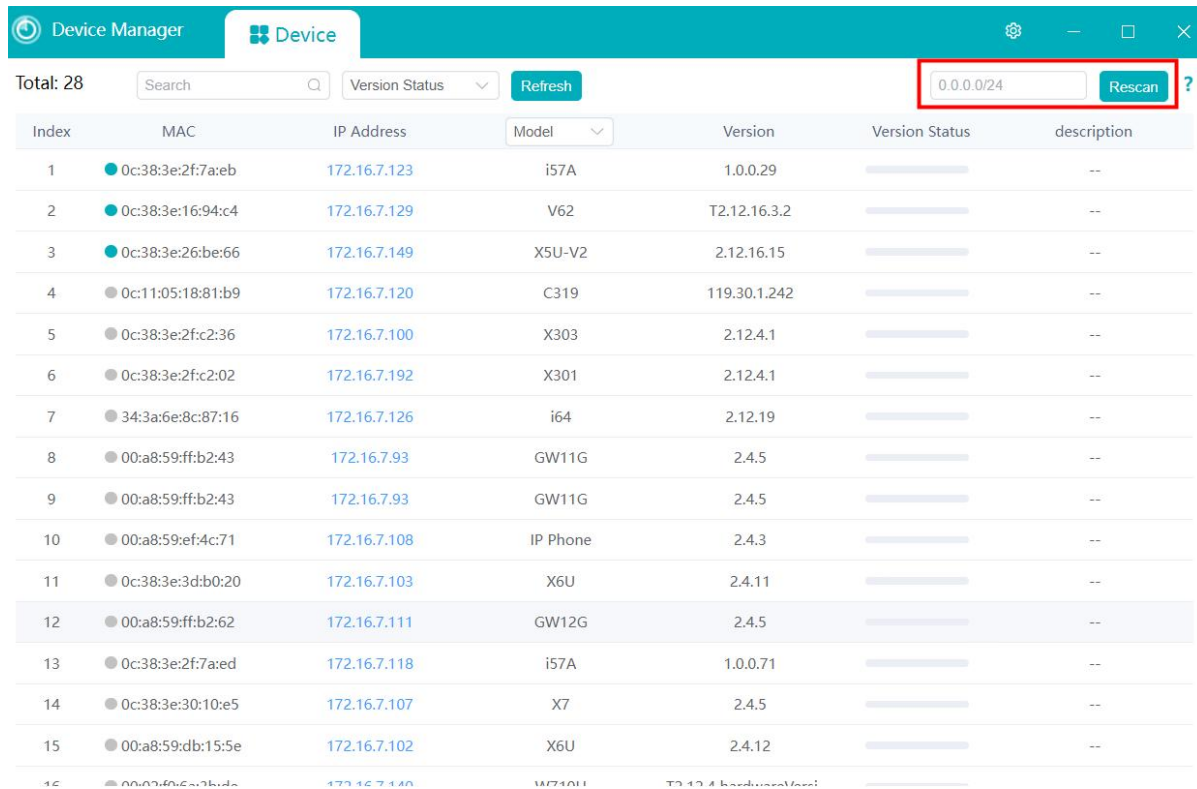 Device Manager Device
Total: 28 Search Version Status Refresh 0.0.0.0/24 Rescan ?
Index MAC IP Address Model Version Version Status description
1 0c:38:3e:2f:7a:eb 172.16.7.123 i57A 1.0.0.29 --
2 0c:38:3e:16:94:c4 172.16.7.129 V62 T2.12.16.3.2 --
3 0c:38:3e:26:be:66 172.16.7.149 X5U-V2 2.12.16.15 --
4 0c:11:05:18:81:b9 172.16.7.120 C319 119.30.1.242 --
5 0c:38:3e:2f:c2:36 172.16.7.100 X303 2.12.4.1 --
6 0c:38:3e:2f:c2:02 172.16.7.192 X301 2.12.4.1 --
7 34:3a:6e:8c:87:16 172.16.7.126 i64 2.12.19 --
8 00:a8:59:ff:b2:43 172.16.7.93 GW11G 2.4.5 --
9 00:a8:59:ff:b2:43 172.16.7.93 GW11G 2.4.5 --
10 00:a8:59:ef:4c:71 172.16.7.108 IP Phone 2.4.3 --
11 0c:38:3e:3d:b0:20 172.16.7.103 X6U 2.4.11 --
12 00:a8:59:ff:b2:62 172.16.7.111 GW12G 2.4.5 --
13 0c:38:3e:2f:7a:ed 172.16.7.118 i57A 1.0.0.71 --
14 0c:38:3e:30:10:e5 172.16.7.107 X7 2.4.5 --
15 00:a8:59:db:15:5e 172.16.7.102 X6U 2.4.12 --
16 172.16.7.140 --